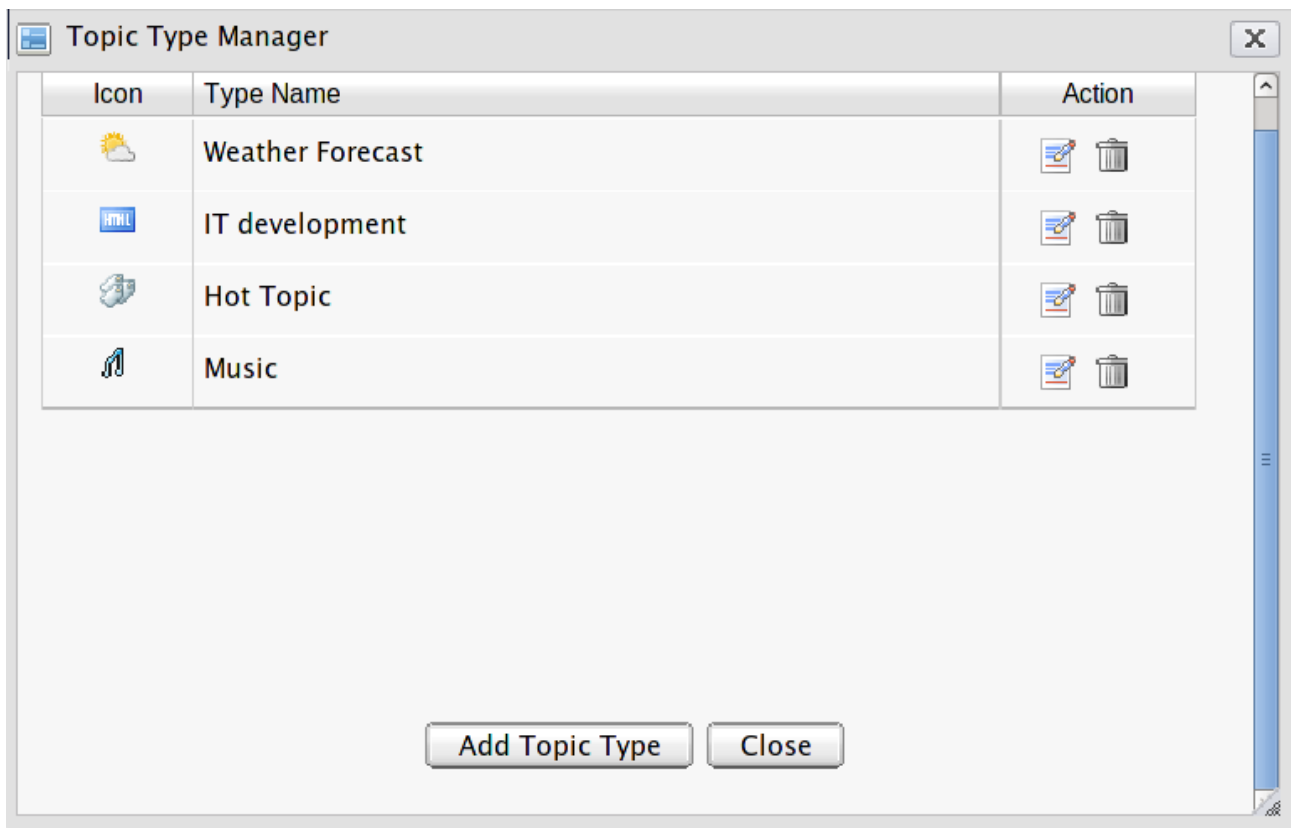 Topic Type Manager
Icon Type Name Action
Weather Forecast
HTML IT development
Hot Topic
Music
Add Topic Type Close